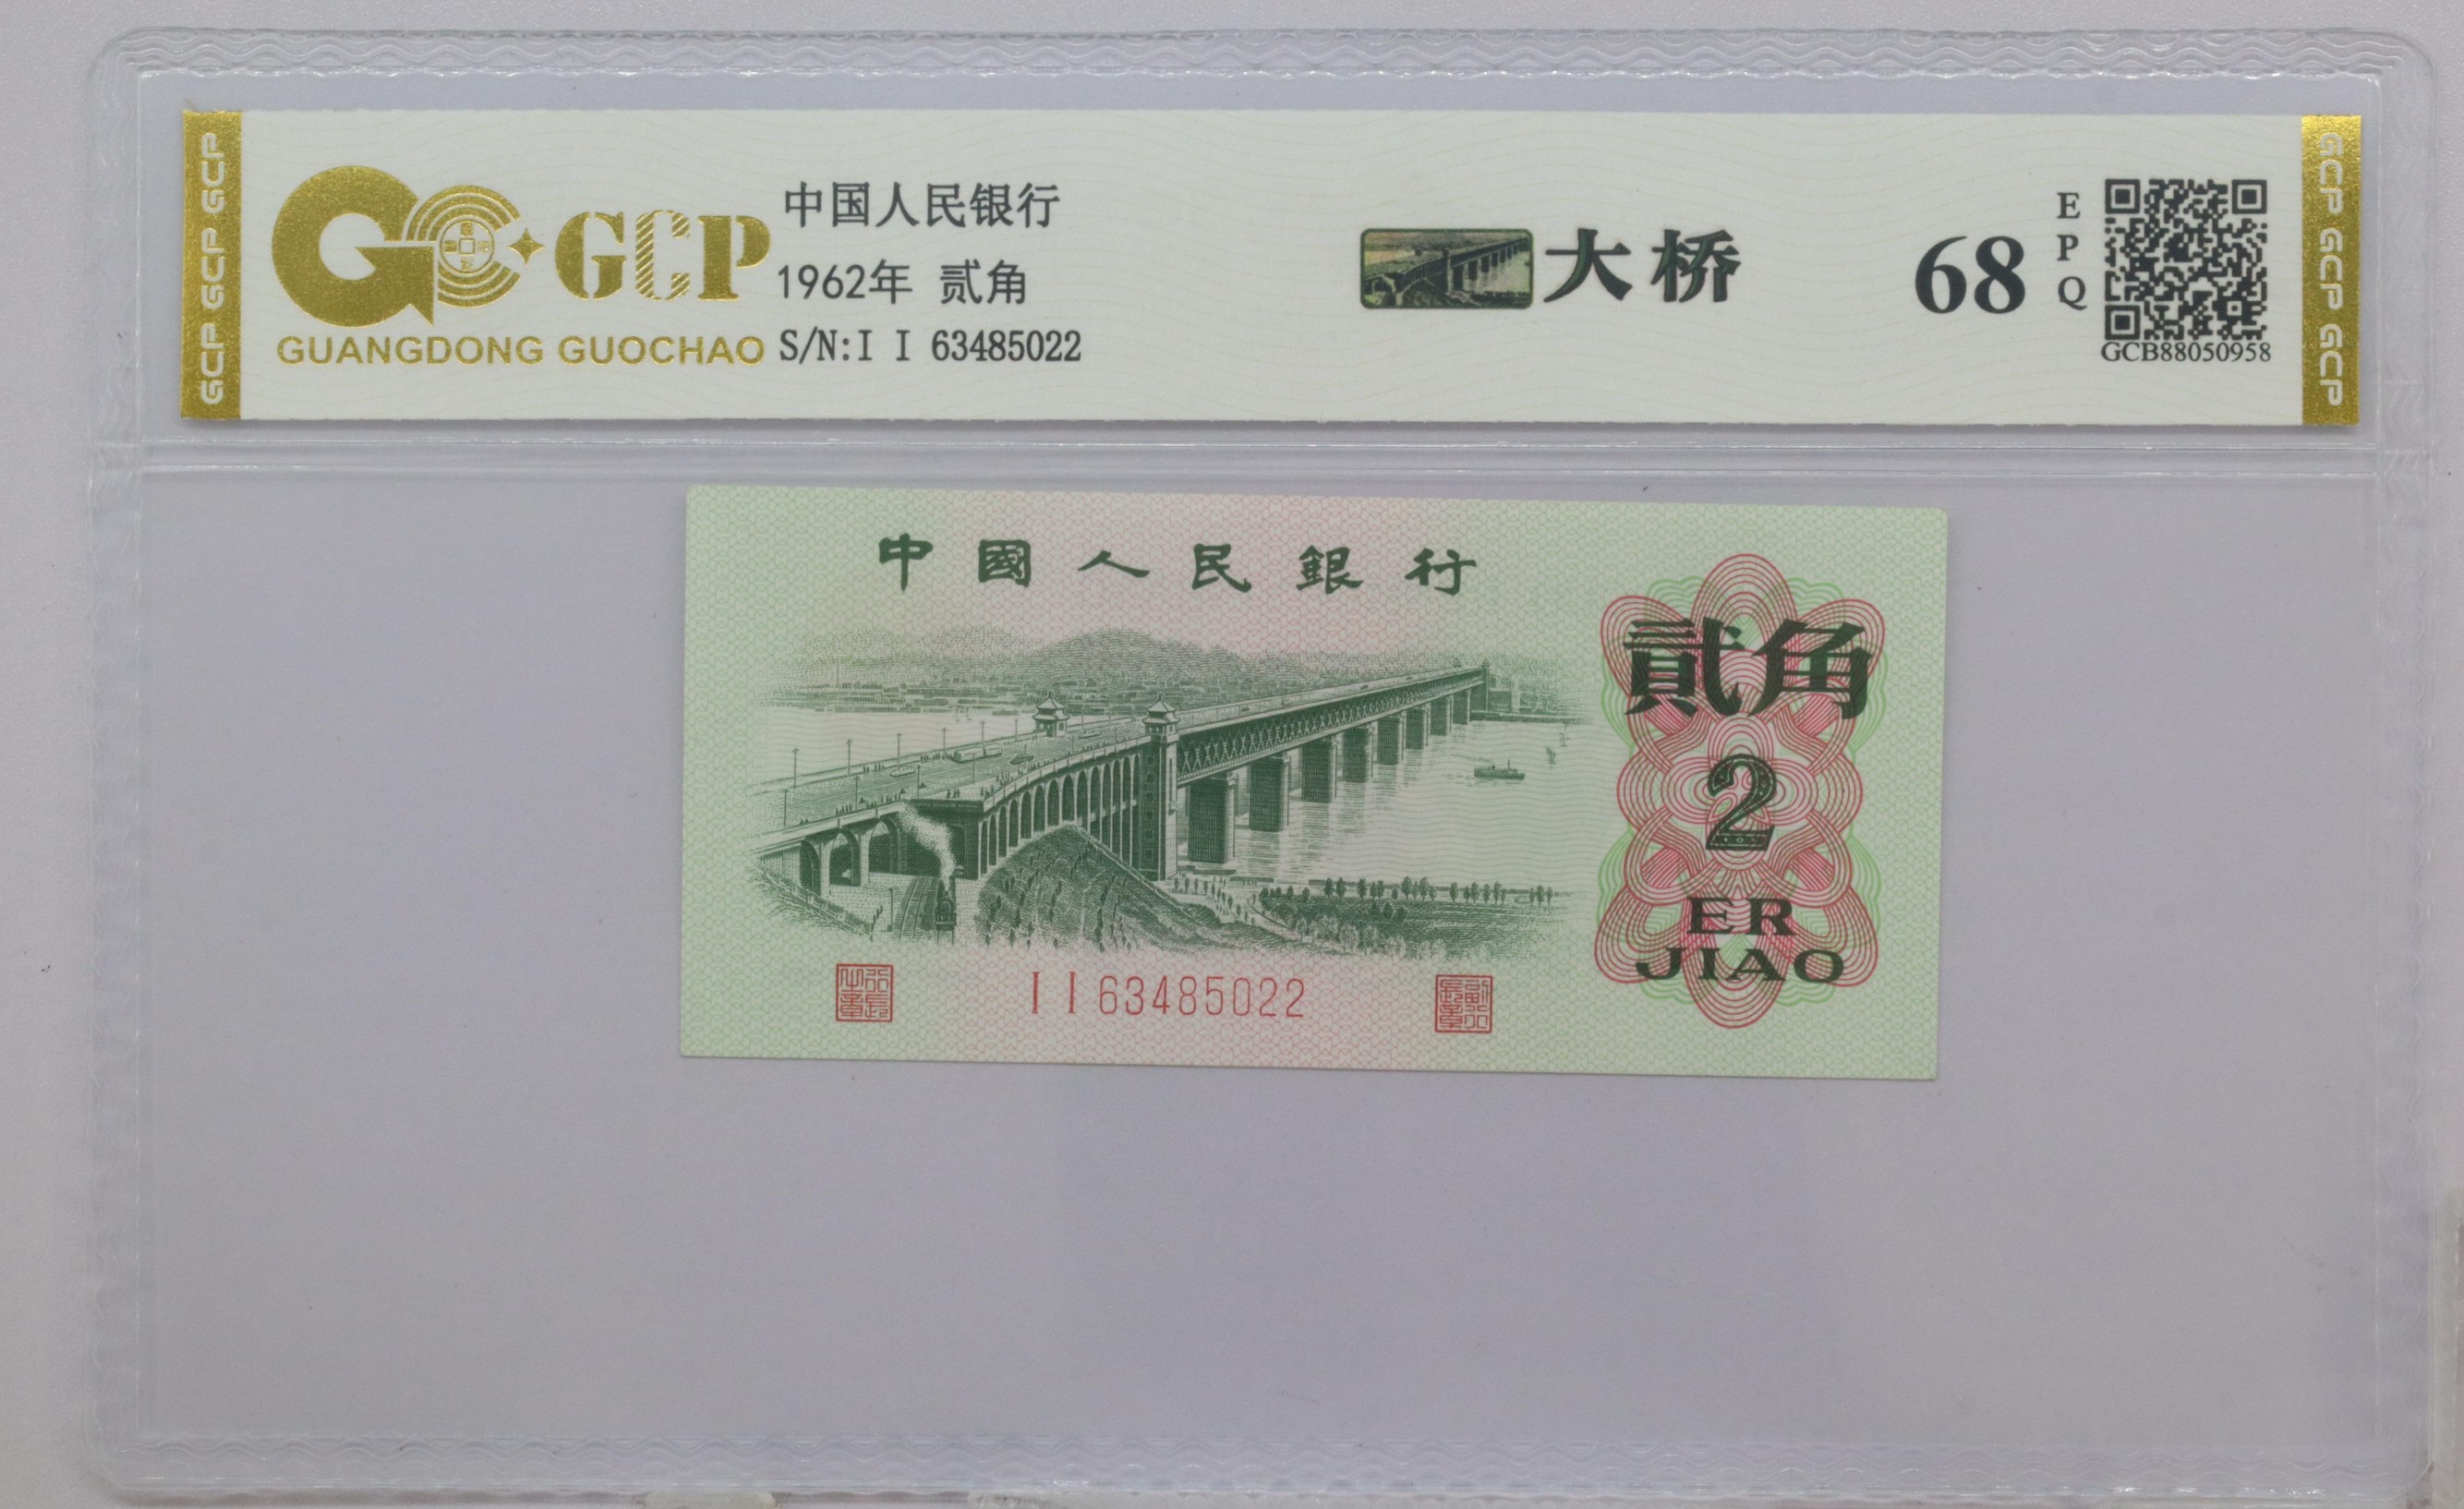 GCP GCP GCP
GCP
GUANGDONG GUOCHAO
中国人民银行
1962年 贰角
S/N:I I 63485022
大桥
68
E
P
Q
GCB88050958
GCP GCP GCP
中國人民銀行
貳角
2
ER
JIAO
I I 63485022